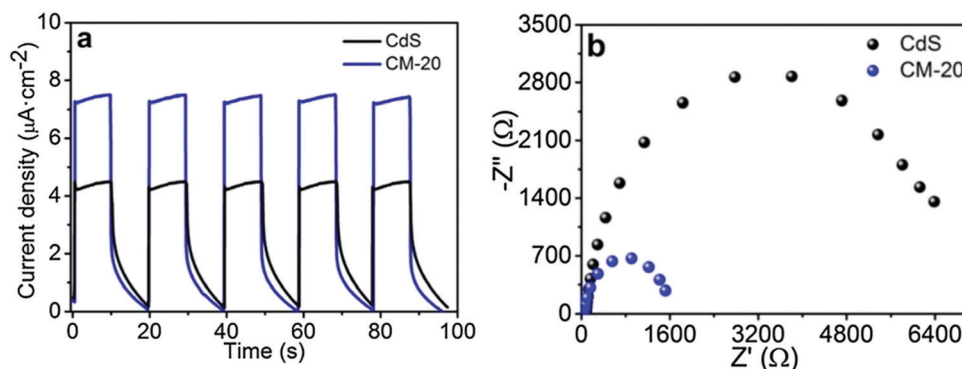 a
CdS
CM-20
10
8
6
4
2
0
Current density (μA·cm⁻²)
0 20 40 60 80 100
Time (s)
b
CdS
CM-20
3500
2800
2100
1400
700
0
-Z'' (Ω)
0 1600 3200 4800 6400
Z' (Ω)